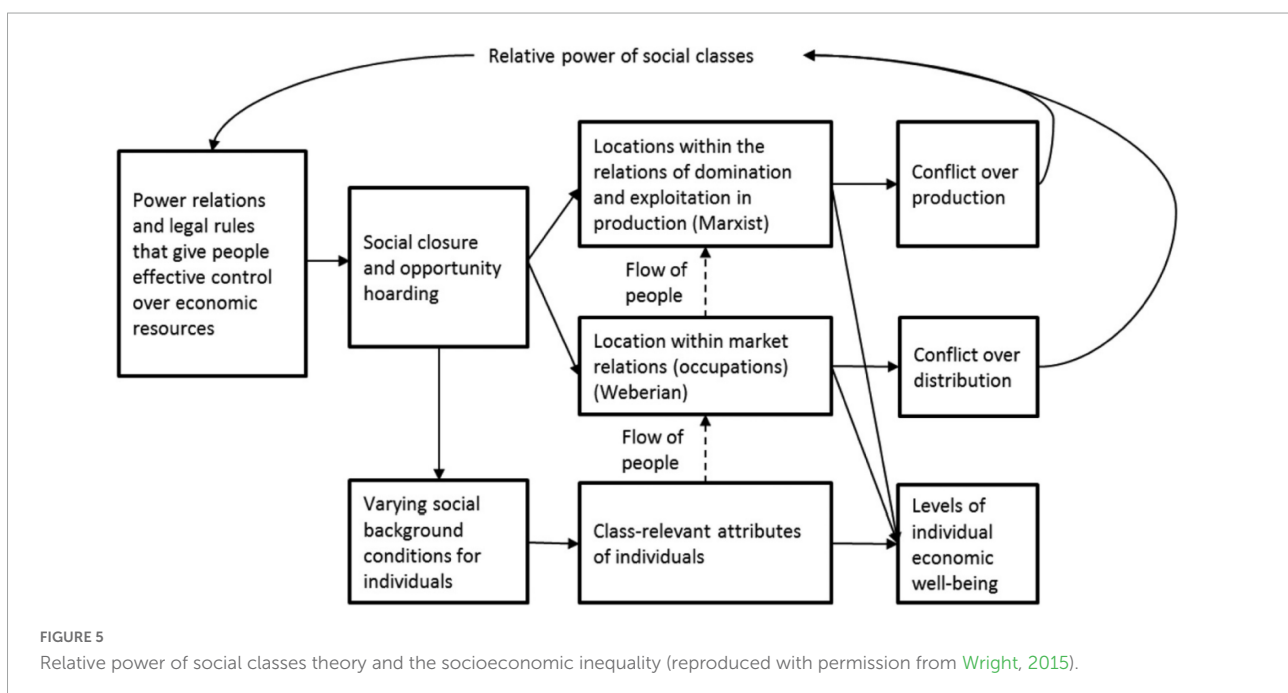 Relative power of social classes
Power relations
and legal rules
that give people
effective control
over economic
resources
Social closure
and opportunity
hoarding
Locations within the
relations of domination
and exploitation in
production (Marxist)
Conflict over
production
Flow of
people
Location within market
relations (occupations)
(Weberian)
Conflict over
distribution
Flow of
people
Varying social
background
conditions for
individuals
Class-relevant attributes
of individuals
Levels of
individual
economic
well-being
FIGURE 5
Relative power of social classes theory and the socioeconomic inequality (reproduced with permission from Wright, 2015).